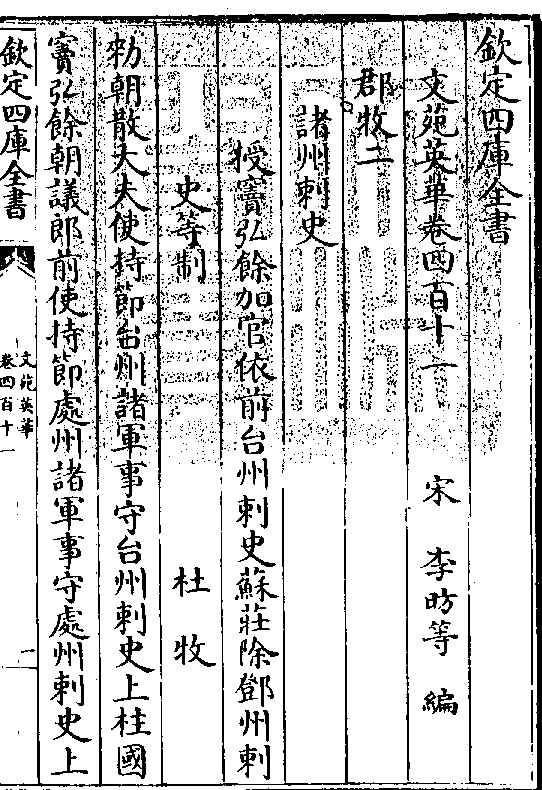 欽定四庫全書
文苑英華卷四百十一
宋 李昉等 編
郡牧二
諸州刺史
授竇弘餘加官依前台州刺史蘇莊除鄧州刺
史等制
杜牧
勑朝散大夫使持節台州諸軍事守台州刺史上柱國
竇弘餘朝議郎前使持節處州諸軍事守處州刺史上
欽定四庫全書
文苑英華
卷四百十一
一